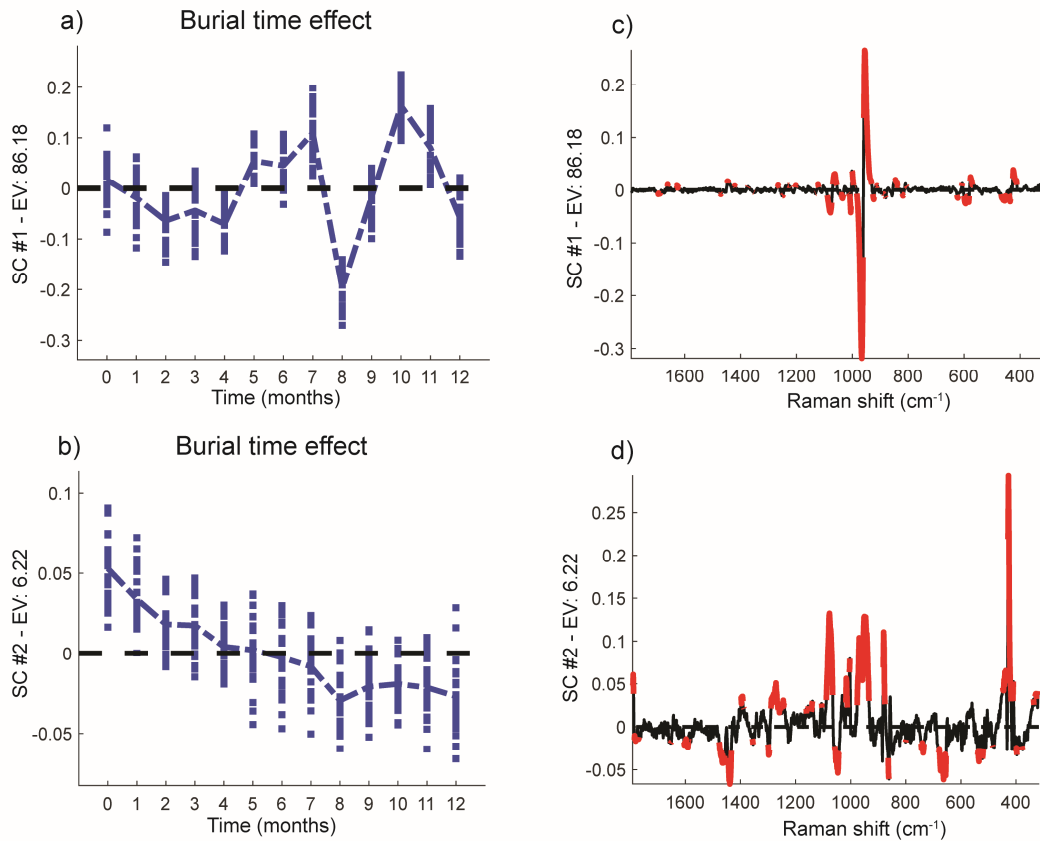 a)
Burial time effect
SC #1 - EV: 86.18
0.2
0.1
0
-0.1
0.2
-0.3
0 1 2 3 4 5 6 7 8 9 10 11 12
Time (months)
c)
SC #1 - EV: 86.18
0.2
0.1
0
-0.1
-0.2
-0.3
1600 1400 1200 1000 800 600 400
Raman shift (cm⁻¹)
b)
Burial time effect
SC #2 - EV: 6.22
0.1
0.05
0
-0.05
0 1 2 3 4 5 6 7 8 9 10 11 12
Time (months)
d)
SC #2 - EV: 6.22
0.25
0.2
0.15
0.1
0.05
0
-0.05
1600 1400 1200 1000 800 600 400
Raman shift (cm⁻¹)